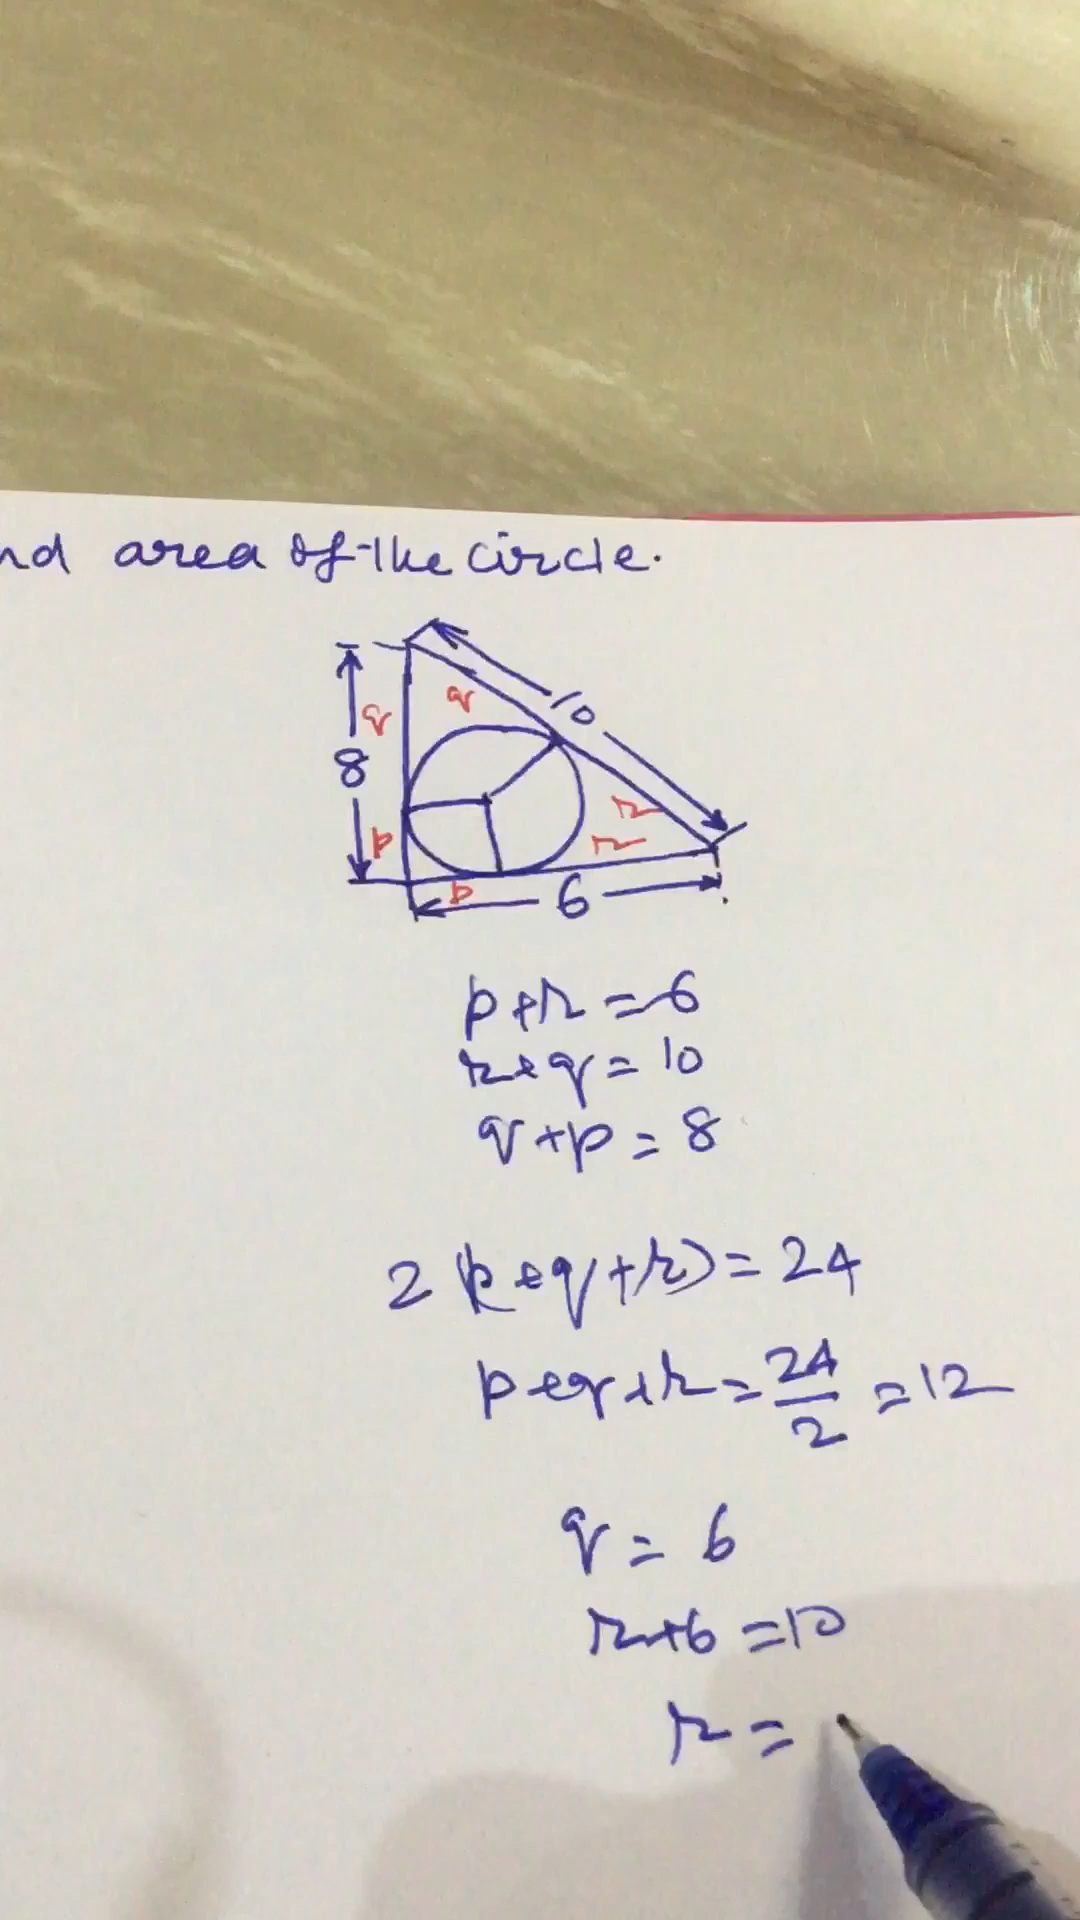 nd area of the circle.
10
q q
8
r
p r
p 6
p+r=6
r+q=10
q+p=8
2(p+q+r)=24
p+q+r=24/2=12
q=6
r+6=10
r=